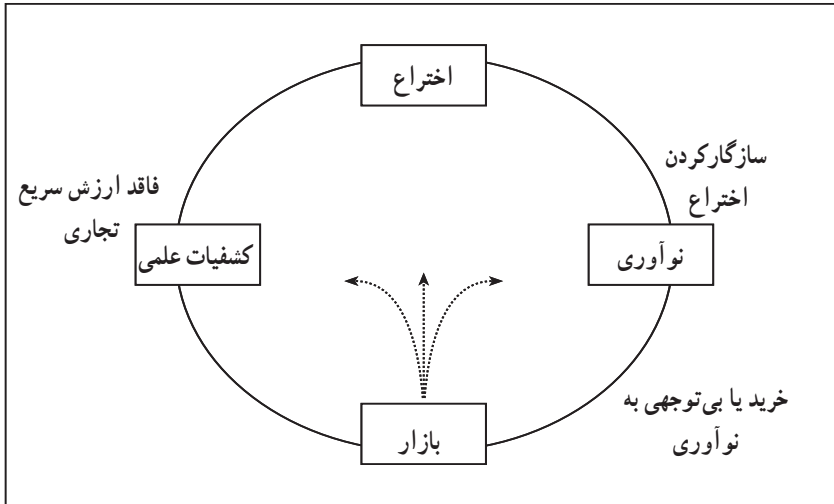 اختراع
سازگارکردن
اختراع
فاقد ارزش سریع
تجاری
کشفیات علمی
نوآوری
خرید یا بی‌توجهی به
نوآوری
بازار